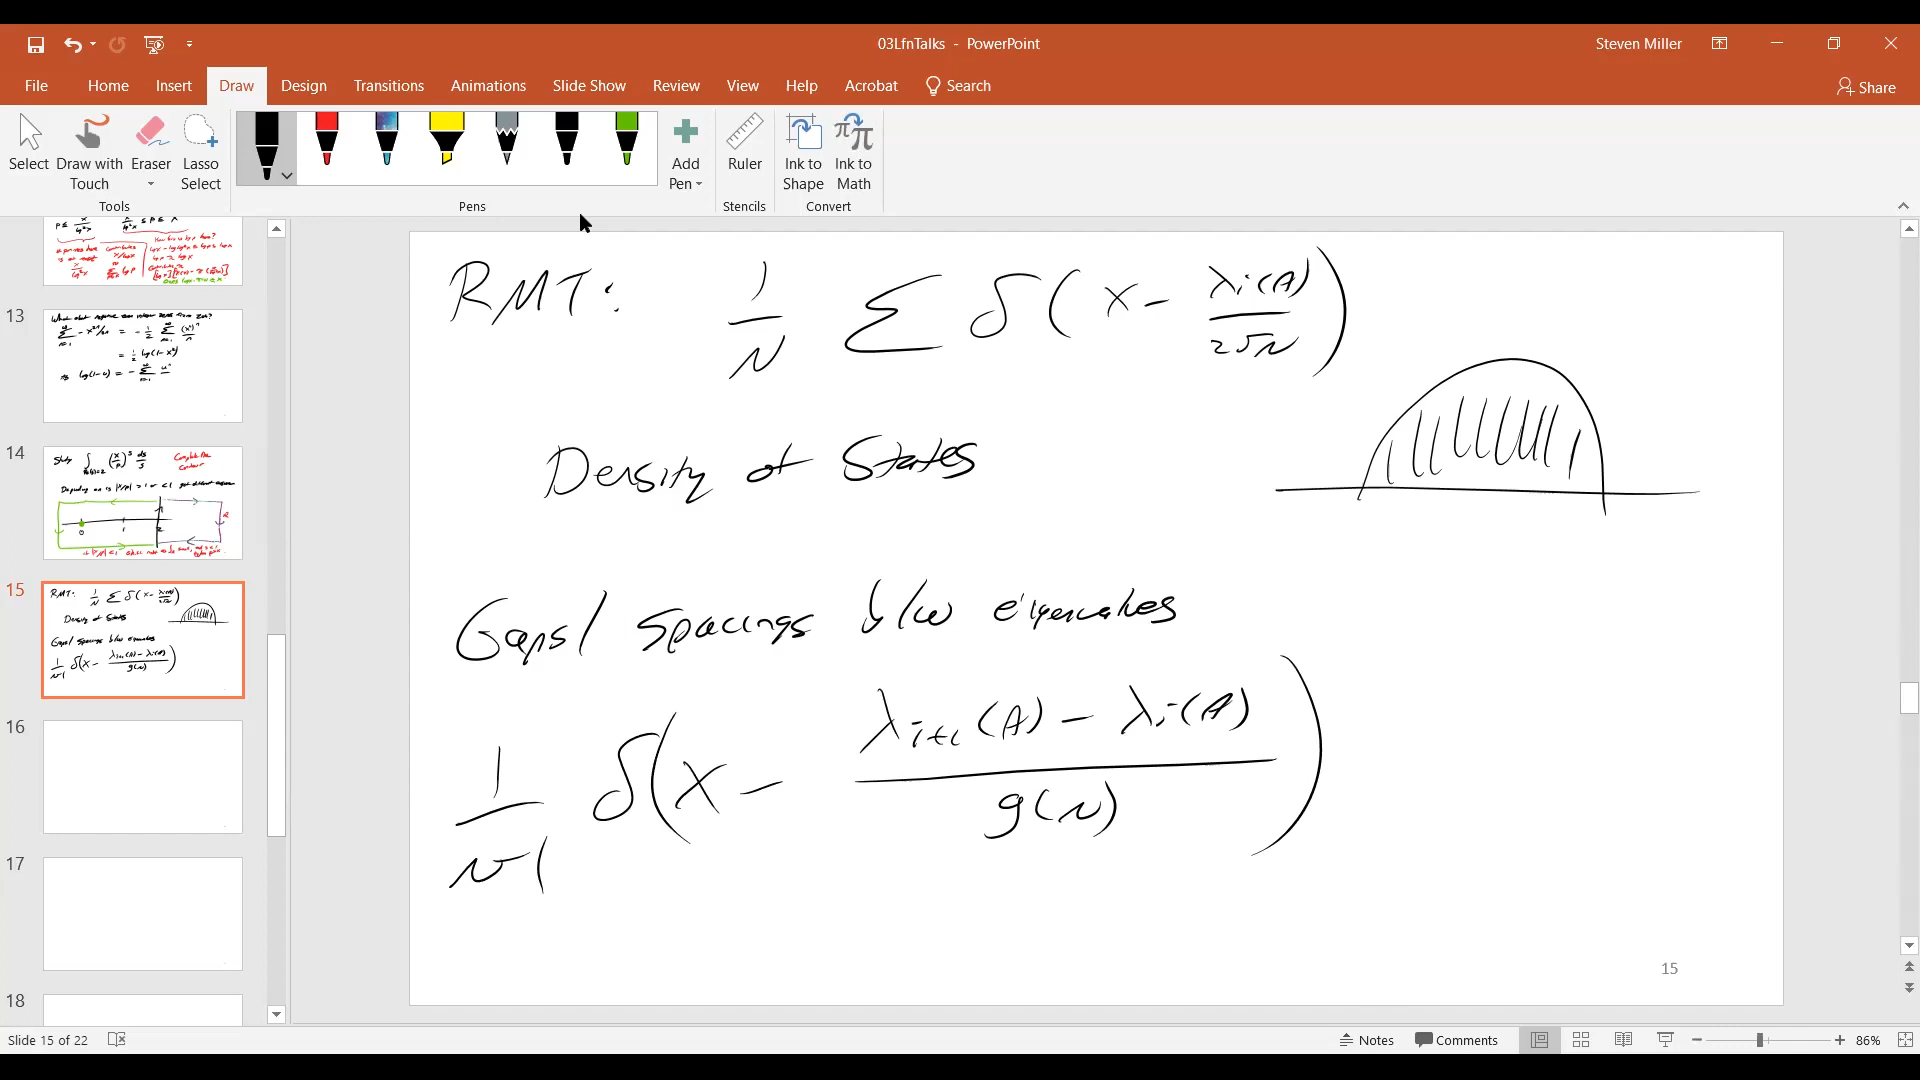 03LfnTalks - PowerPoint
Steven Miller
File Home Insert Draw Design Transitions Animations Slide Show Review View Help Acrobat Search
Share
Select
Draw with Touch
Eraser
Lasso Select
Add Pen
Ruler
Ink to Shape
Ink to Math
Tools
Pens
Stencils
Convert
13
14
15
16
17
18
RMT: 1/N Σ δ(x - λi(A)/2√N)
Density of States
Gaps/ spacings b/w eigenvalues
1/N-1 δ(x - λi+1(A) - λi(A)/g(N))
15
Slide 15 of 22
Notes
Comments
86%